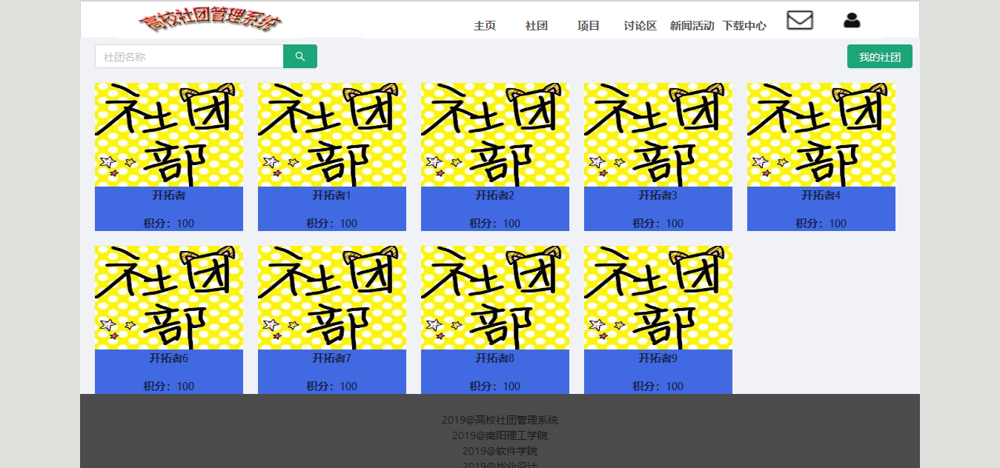 高校社团管理系统
主页 社团 项目 讨论区 新闻活动 下载中心
社团名称
我的社团
社团
部
社团
部
社团
部
社团
部
社团
部
开拓者 开拓者1 开拓者2 开拓者3 开拓者4
积分：100 积分：100 积分：100 积分：100 积分：100
社团
部
社团
部
社团
部
社团
部
开拓者6 开拓者7 开拓者8 开拓者9
积分：100 积分：100 积分：100 积分：100
2019@高校社团管理系统
2019@南阳理工学院
2019@软件学院
2019@毕业设计